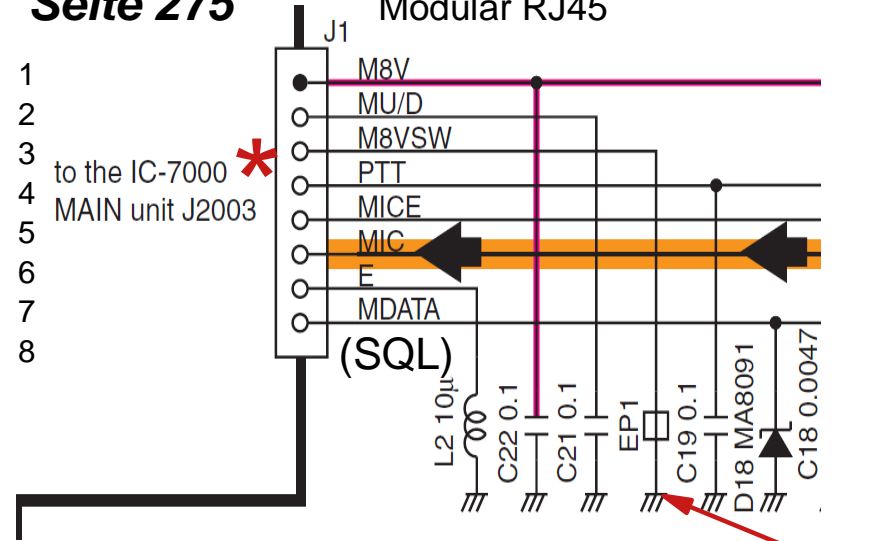 Seite 275
Modular RJ45
J1
1
2
3
4
5
6
7
8
to the IC-7000
MAIN unit J2003
*
M8V
MU/D
M8VSW
PTT
MICE
MIC
E
MDATA
(SQL)
L2 10µ
C22 0.1
C21 0.1
EP1
C19 0.1
D18 MA8091
C18 0.0047